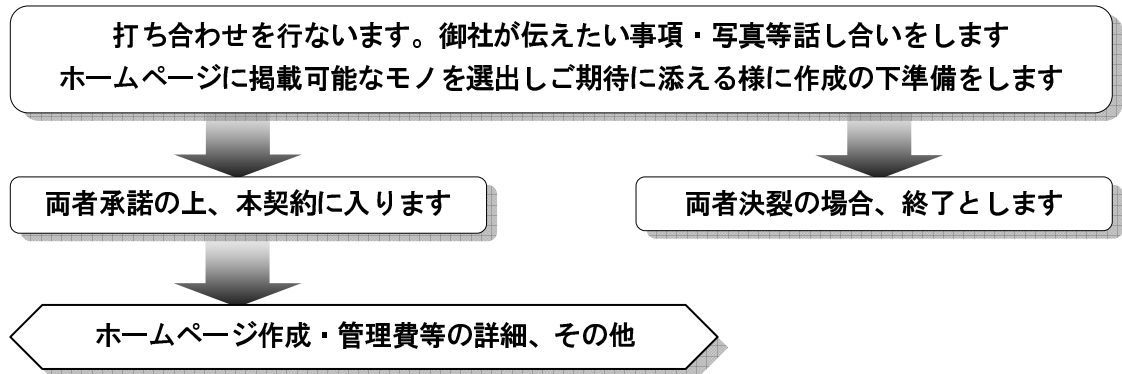 打ち合わせを行ないます。御社が伝えたい事項・写真等話し合いをします
ホームページに掲載可能なモノを選出しご期待に添える様に作成の下準備をします
両者承諾の上、本契約に入ります
両者決裂の場合、終了とします
ホームページ作成・管理費等の詳細、その他